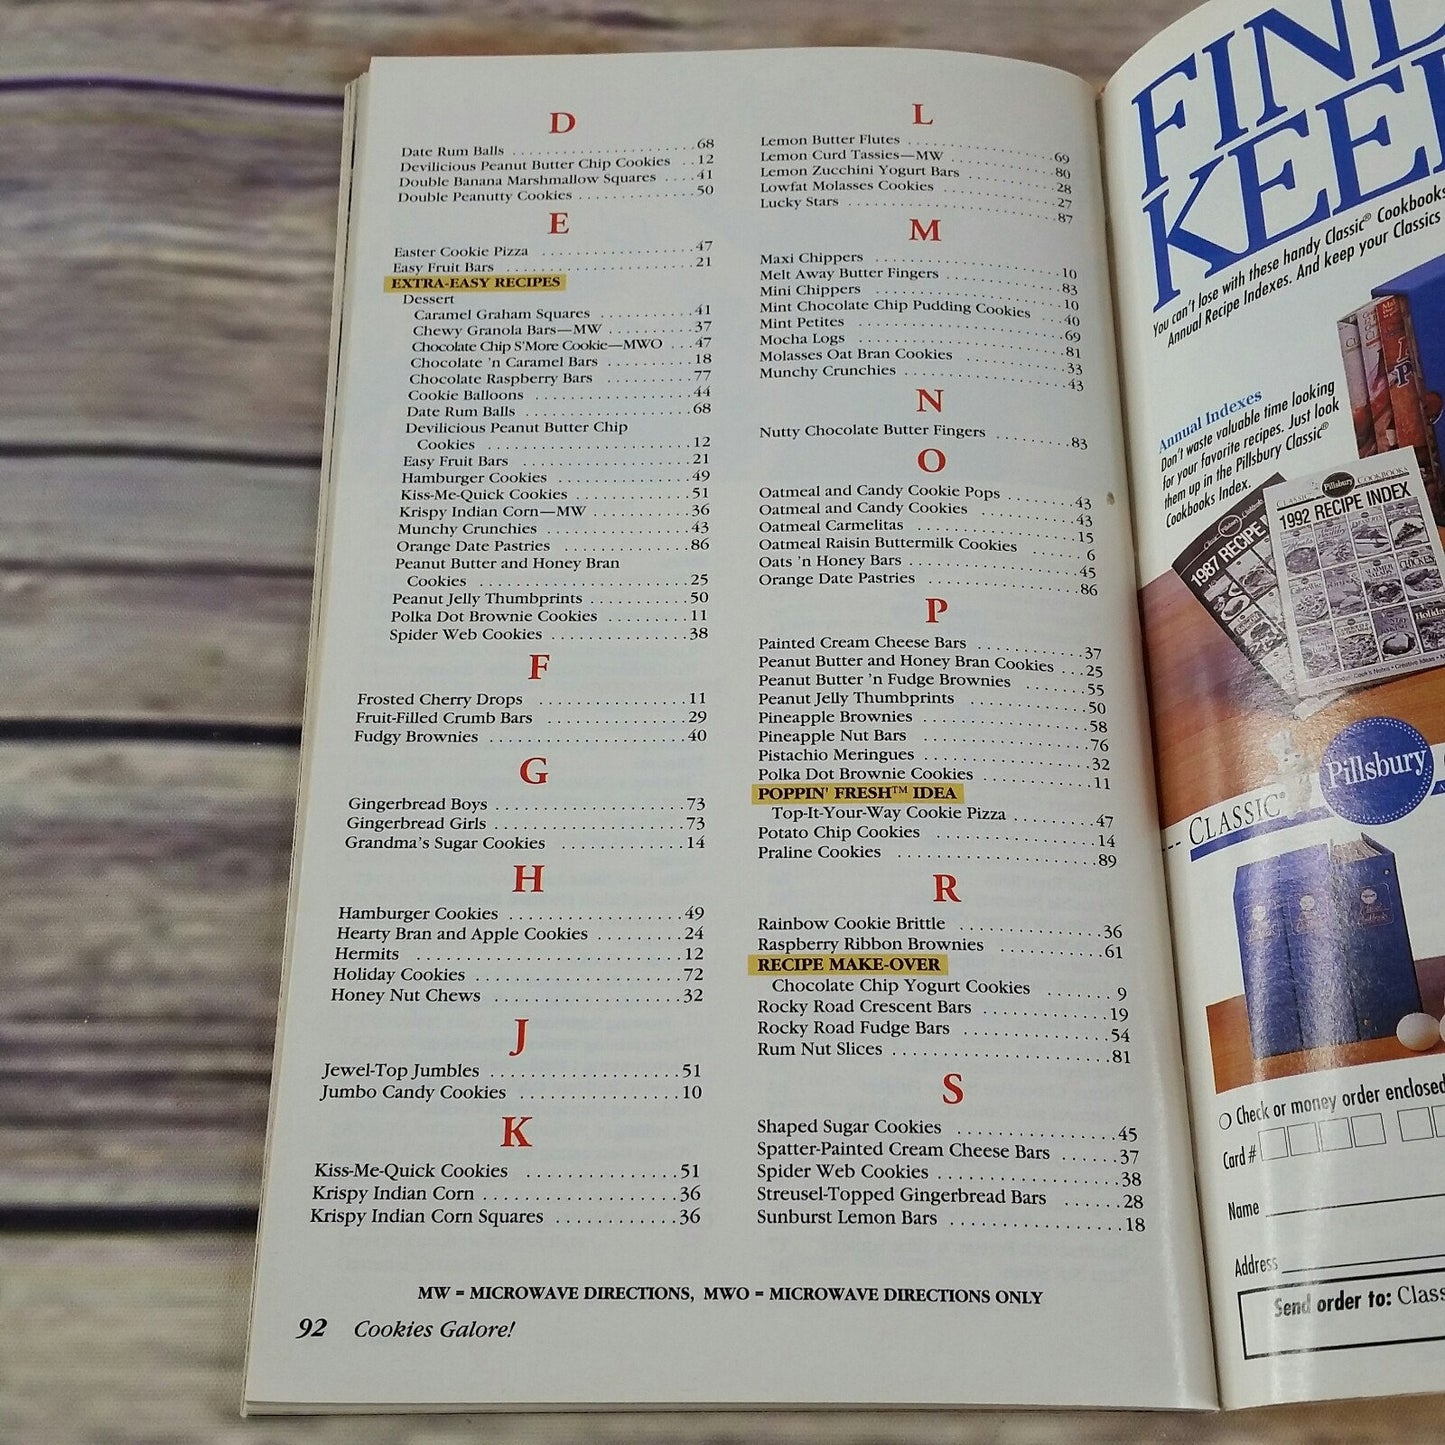 D
Date Rum Balls . . . . . . . . . . . . . . . . . . . . 68
Devilicious Peanut Butter Chip Cookies . . 12
Double Banana Marshmallow Squares . . . . 41
Double Peanutty Cookies . . . . . . . . . . . . . 50
E
Easter Cookie Pizza . . . . . . . . . . . . . . . . . 47
Easy Fruit Bars . . . . . . . . . . . . . . . . . . . . 21
EXTRA-EASY RECIPES
Dessert
Caramel Graham Squares . . . . . . . . . . 41
Chewy Granola Bars—MW . . . . . . . . . 37
Chocolate Chip S'More Cookie—MWO . . . 47
Chocolate 'n Caramel Bars . . . . . . . . . 18
Chocolate Raspberry Bars . . . . . . . . . 77
Cookie Balloons . . . . . . . . . . . . . . . . 44
Date Rum Balls . . . . . . . . . . . . . . . . . 68
Devilicious Peanut Butter Chip
Cookies . . . . . . . . . . . . . . . . . . . . . 12
Easy Fruit Bars . . . . . . . . . . . . . . . . . 21
Hamburger Cookies . . . . . . . . . . . . . . 49
Kiss-Me-Quick Cookies . . . . . . . . . . . . 51
Krispy Indian Corn—MW . . . . . . . . . . 36
Munchy Crunchies . . . . . . . . . . . . . . . 43
Orange Date Pastries . . . . . . . . . . . . . 86
Peanut Butter and Honey Bran
Cookies . . . . . . . . . . . . . . . . . . . . . 25
Peanut Jelly Thumbprints . . . . . . . . . . 50
Polka Dot Brownie Cookies . . . . . . . . . 11
Spider Web Cookies . . . . . . . . . . . . . . 38
F
Frosted Cherry Drops . . . . . . . . . . . . . . . 11
Fruit-Filled Crumb Bars . . . . . . . . . . . . . . 29
Fudgy Brownies . . . . . . . . . . . . . . . . . . . 40
G
Gingerbread Boys . . . . . . . . . . . . . . . . . . 73
Gingerbread Girls . . . . . . . . . . . . . . . . . . 73
Grandma's Sugar Cookies . . . . . . . . . . . . 14
H
Hamburger Cookies . . . . . . . . . . . . . . . . 49
Hearty Bran and Apple Cookies . . . . . . . . 24
Hermits . . . . . . . . . . . . . . . . . . . . . . . . . 12
Holiday Cookies . . . . . . . . . . . . . . . . . . . 72
Honey Nut Chews . . . . . . . . . . . . . . . . . . 32
J
Jewel-Top Jumbles . . . . . . . . . . . . . . . . . 51
Jumbo Candy Cookies . . . . . . . . . . . . . . 10
K
Kiss-Me-Quick Cookies . . . . . . . . . . . . . . 51
Krispy Indian Corn . . . . . . . . . . . . . . . . . 36
Krispy Indian Corn Squares . . . . . . . . . . . 36
L
Lemon Butter Flutes . . . . . . . . . . . . . . . . 69
Lemon Curd Tassies—MW . . . . . . . . . . . . 80
Lemon Zucchini Yogurt Bars . . . . . . . . . . 28
Lowfat Molasses Cookies . . . . . . . . . . . . . 27
Lucky Stars . . . . . . . . . . . . . . . . . . . . . . . 87
M
Maxi Chippers . . . . . . . . . . . . . . . . . . . . . 10
Melt Away Butter Fingers . . . . . . . . . . . . . 83
Mini Chippers . . . . . . . . . . . . . . . . . . . . . 10
Mint Chocolate Chip Pudding Cookies . . . . 40
Mint Petites . . . . . . . . . . . . . . . . . . . . . . . 69
Mocha Logs . . . . . . . . . . . . . . . . . . . . . . . 81
Molasses Oat Bran Cookies . . . . . . . . . . . . 33
Munchy Crunchies . . . . . . . . . . . . . . . . . . 43
N
Nutty Chocolate Butter Fingers . . . . . . . . 83
O
Oatmeal and Candy Cookie Pops . . . . . . . 43
Oatmeal and Candy Cookies . . . . . . . . . . . 43
Oatmeal Carmelitas . . . . . . . . . . . . . . . . . 15
Oatmeal Raisin Buttermilk Cookies . . . . . . 6
Oats 'n Honey Bars . . . . . . . . . . . . . . . . . 45
Orange Date Pastries . . . . . . . . . . . . . . . . 86
P
Painted Cream Cheese Bars . . . . . . . . . . . 37
Peanut Butter and Honey Bran Cookies . . . 25
Peanut Butter 'n Fudge Brownies . . . . . . . 55
Peanut Jelly Thumbprints . . . . . . . . . . . . . 50
Pineapple Brownies . . . . . . . . . . . . . . . . . 58
Pineapple Nut Bars . . . . . . . . . . . . . . . . . 76
Pistachio Meringues . . . . . . . . . . . . . . . . . 32
Polka Dot Brownie Cookies . . . . . . . . . . . . 11
POPPIN' FRESH™ IDEA
Top-It-Your-Way Cookie Pizza . . . . . . . . 47
Potato Chip Cookies . . . . . . . . . . . . . . . . 14
Praline Cookies . . . . . . . . . . . . . . . . . . . . 89
R
Rainbow Cookie Brittle . . . . . . . . . . . . . . 36
Raspberry Ribbon Brownies . . . . . . . . . . . 61
RECIPE MAKE-OVER
Chocolate Chip Yogurt Cookies . . . . . . . 9
Rocky Road Crescent Bars . . . . . . . . . . . . 19
Rocky Road Fudge Bars . . . . . . . . . . . . . . 54
Rum Nut Slices . . . . . . . . . . . . . . . . . . . . 81
S
Shaped Sugar Cookies . . . . . . . . . . . . . . . 45
Spatter-Painted Cream Cheese Bars . . . . . . 37
Spider Web Cookies . . . . . . . . . . . . . . . . . 38
Streusel-Topped Gingerbread Bars . . . . . . 28
Sunburst Lemon Bars . . . . . . . . . . . . . . . . 18
MW = MICROWAVE DIRECTIONS, MWO = MICROWAVE DIRECTIONS ONLY
92 Cookies Galore!
You can't lose with these handy Classic® Cookbooks
Annual Recipe Indexes. And keep your Classics
Annual Indexes
Don't waste valuable time looking
for your favorite recipes. Just look
them up in the Pillsbury Classic®
Cookbooks Index.
1987 RECIPE
CLASSIC Pillsbury COOKBOOKS
1992 RECIPE INDEX
CLASSIC® Pillsbury
Check or money order enclosed
Card #
Name
Address
Send order to: